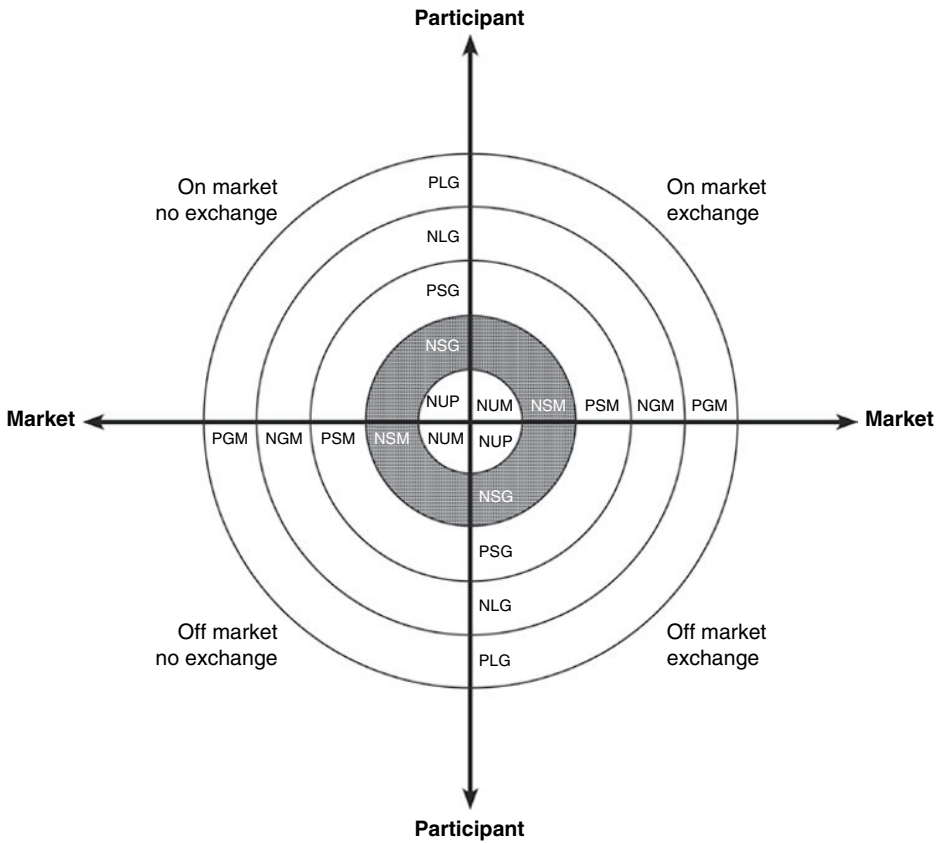 Participant
On market
no exchange
On market
exchange
PLG
NLG
PSG
NSG
NUP
NUM
NSM
PSM
NGM
PGM
Market
Market
PGM
NGM
PSM
NSM
NUM
NUP
NSG
PSG
NLG
PLG
Off market
no exchange
Off market
exchange
Participant